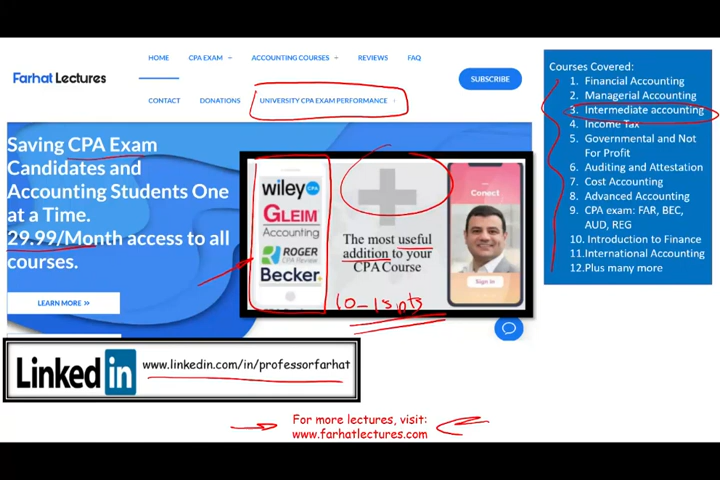 HOME
CPA EXAM
ACCOUNTING COURSES
REVIEWS
FAQ
Farhat Lectures
SUBSCRIBE
CONTACT
DONATIONS
UNIVERSITY CPA EXAM PERFORMANCE
Saving CPA Exam
Candidates and
Accounting Students One
at a Time.
29.99/Month access to all
courses.
LEARN MORE »
wiley CPA
GLEIM
Accounting
ROGER
CPA Review
Becker
The most useful
addition to your
CPA Course
10-15 pts
Conect
Sign in
Courses Covered:
1. Financial Accounting
2. Managerial Accounting
3. Intermediate accounting
4. Income Tax
5. Governmental and Not
For Profit
6. Auditing and Attestation
7. Cost Accounting
8. Advanced Accounting
9. CPA exam: FAR, BEC,
AUD, REG
10. Introduction to Finance
11.International Accounting
12.Plus many more
Linked in
www.linkedin.com/in/professorfarhat
For more lectures, visit:
www.farhatlectures.com